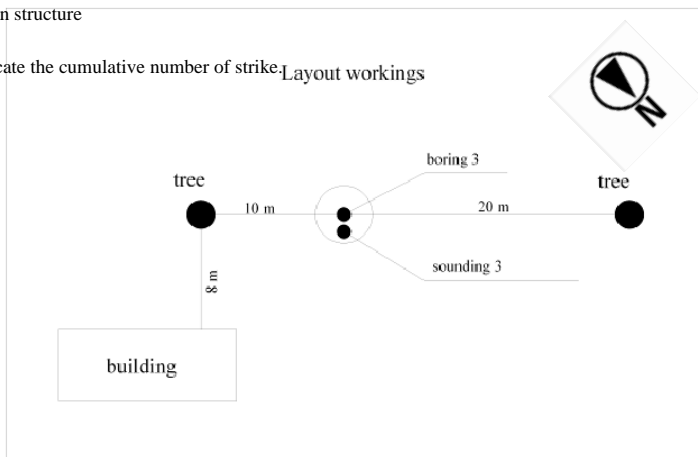 n structure
cate the cumulative number of strike.
Layout workings
N
boring 3
tree
tree
10 m
20 m
sounding 3
8 m
building